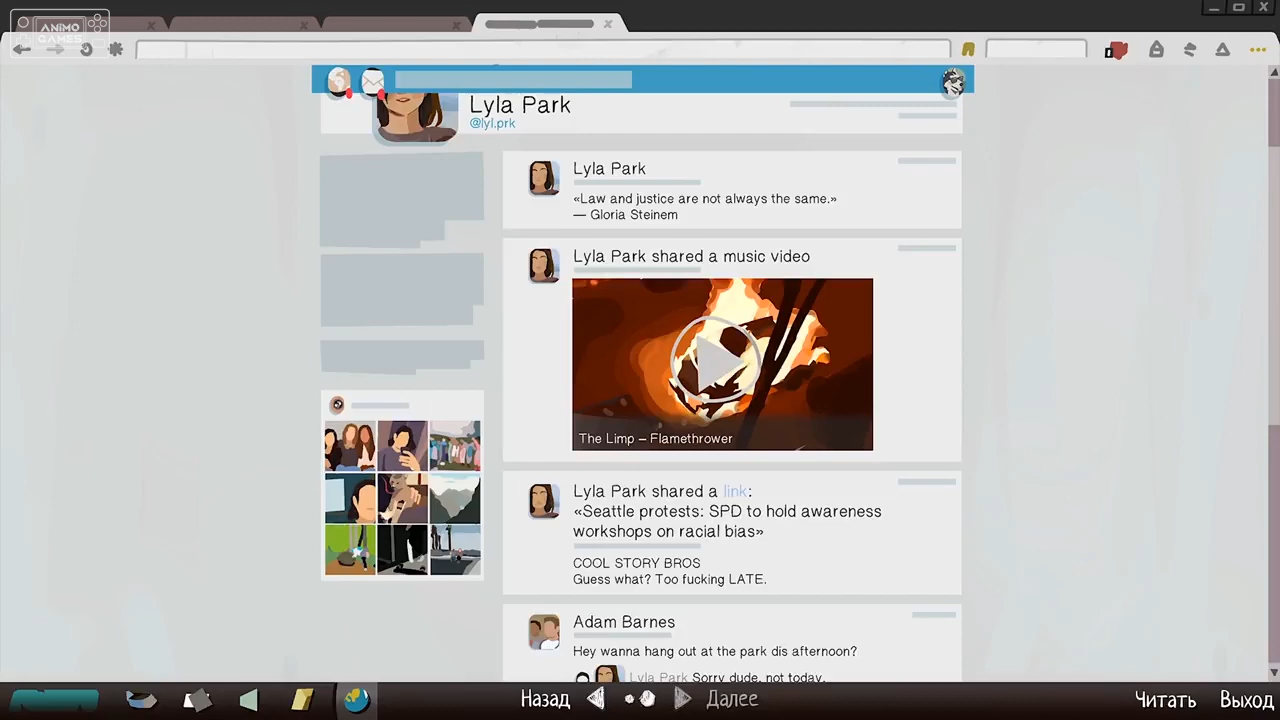 ANIMO
GAMES
Lyla Park
@lyl.prk
Lyla Park
«Law and justice are not always the same.»
— Gloria Steinem
Lyla Park shared a music video
The Limp – Flamethrower
Lyla Park shared a link:
«Seattle protests: SPD to hold awareness
workshops on racial bias»
COOL STORY BROS
Guess what? Too fucking LATE.
Adam Barnes
Hey wanna hang out at the park dis afternoon?
Lyla Park Sorry dude, not today.
Назад
Далее
Читать
Выход